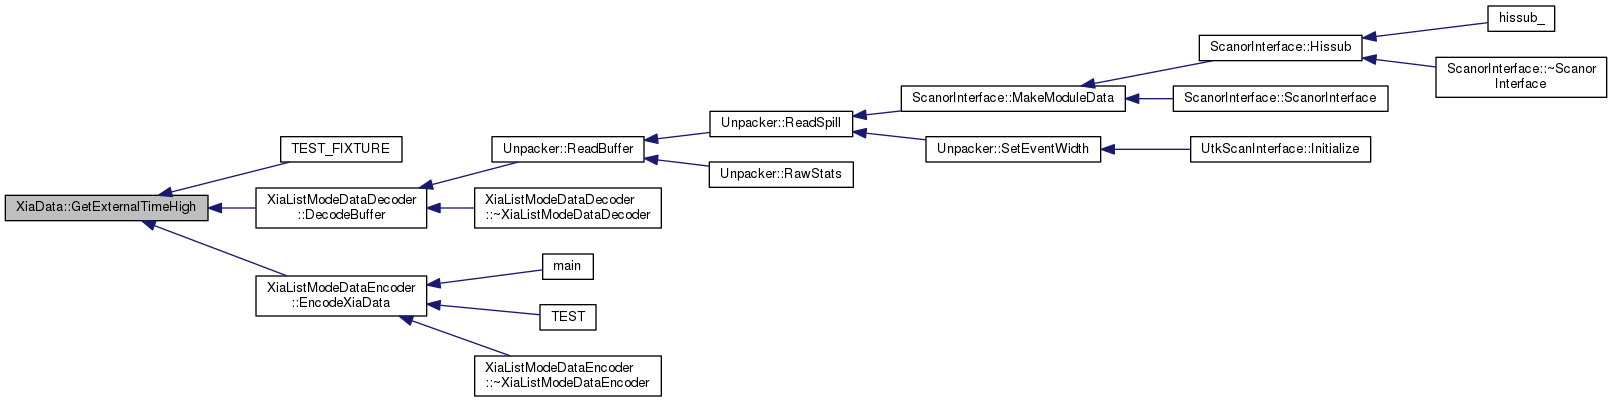 hissub_
ScanorInterface::Hissub
ScanorInterface::~Scanor
Interface
ScanorInterface::MakeModuleData
ScanorInterface::ScanorInterface
Unpacker::ReadSpill
TEST_FIXTURE
Unpacker::ReadBuffer
Unpacker::SetEventWidth
UtkScanInterface::Initialize
Unpacker::RawStats
XiaData::GetExternalTimeHigh
XiaListModeDataDecoder
::DecodeBuffer
XiaListModeDataDecoder
::~XiaListModeDataDecoder
main
XiaListModeDataEncoder
::EncodeXiaData
TEST
XiaListModeDataEncoder
::~XiaListModeDataEncoder